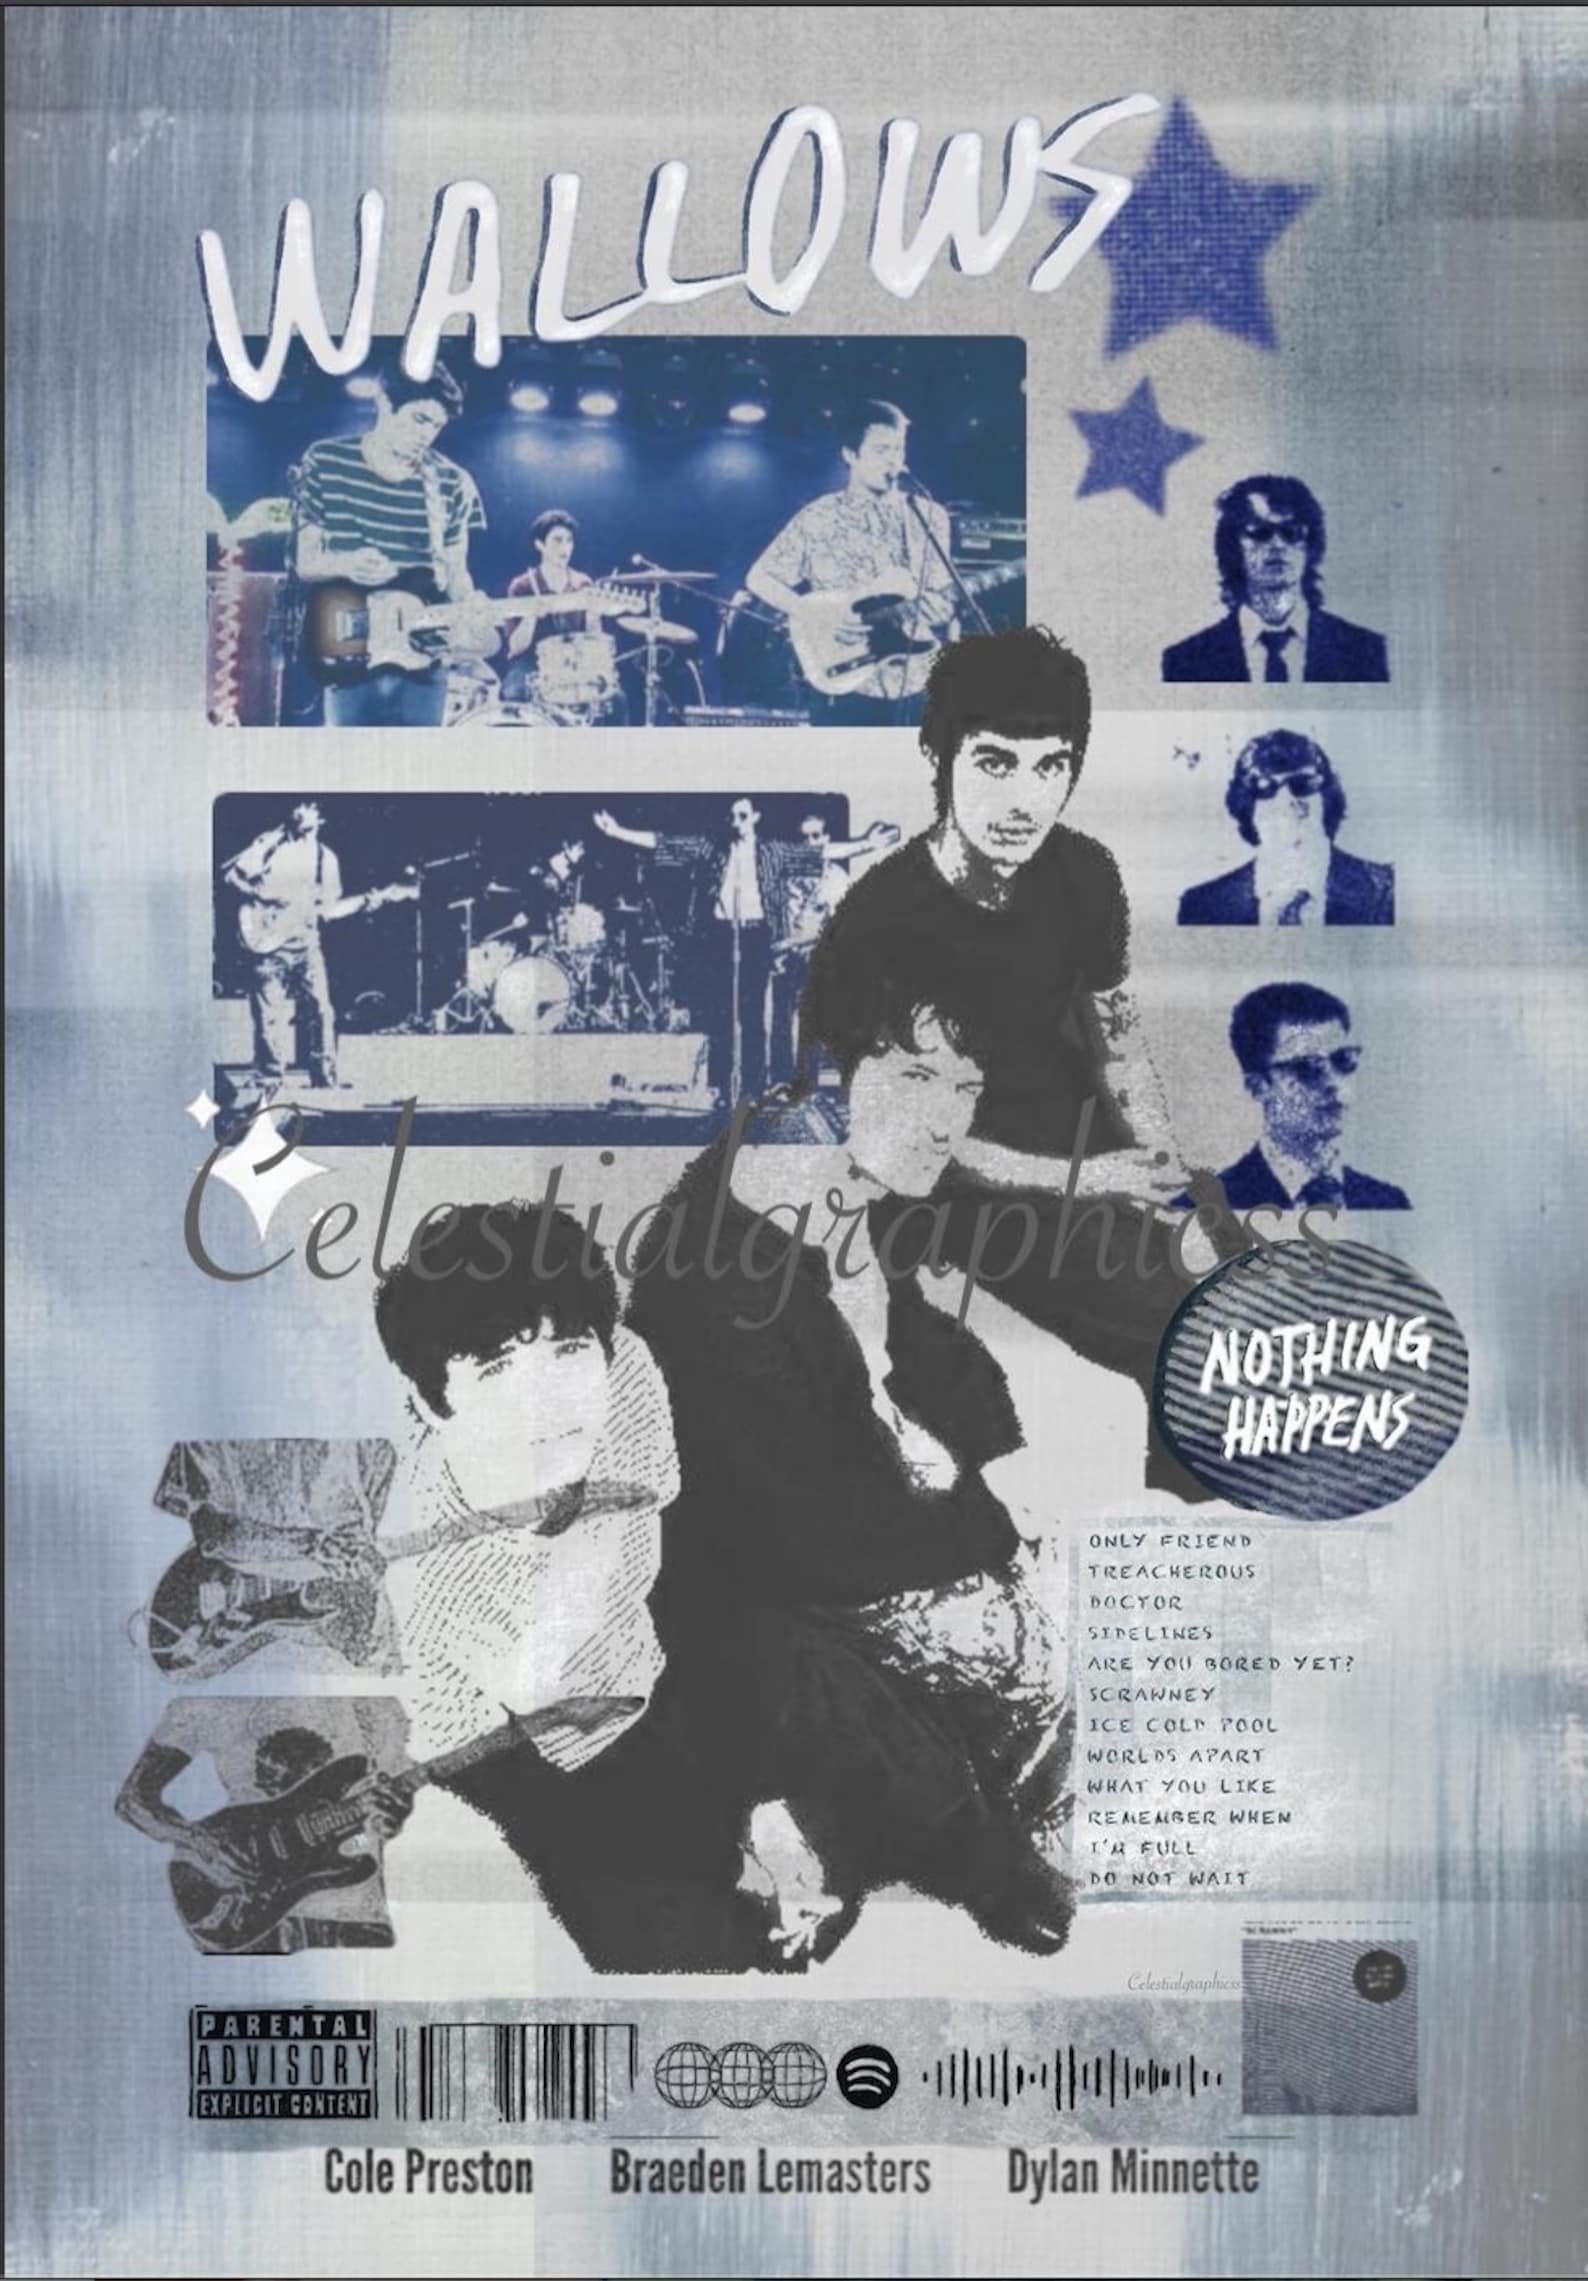 WALLOWS
Celestialgraphicss
NOTHING
HAPPENS
ONLY FRIEND
TREACHEROUS
DOCTOR
SIDELINES
ARE YOU BORED YET?
SCRAWNEY
ICE COLD POOL
WORLDS APART
WHAT YOU LIKE
REMEMBER WHEN
I'M FULL
DO NOT WAIT
Celestialgraphicss
PARENTAL
ADVISORY
EXPLICIT CONTENT
Cole Preston Braeden Lemasters Dylan Minnette